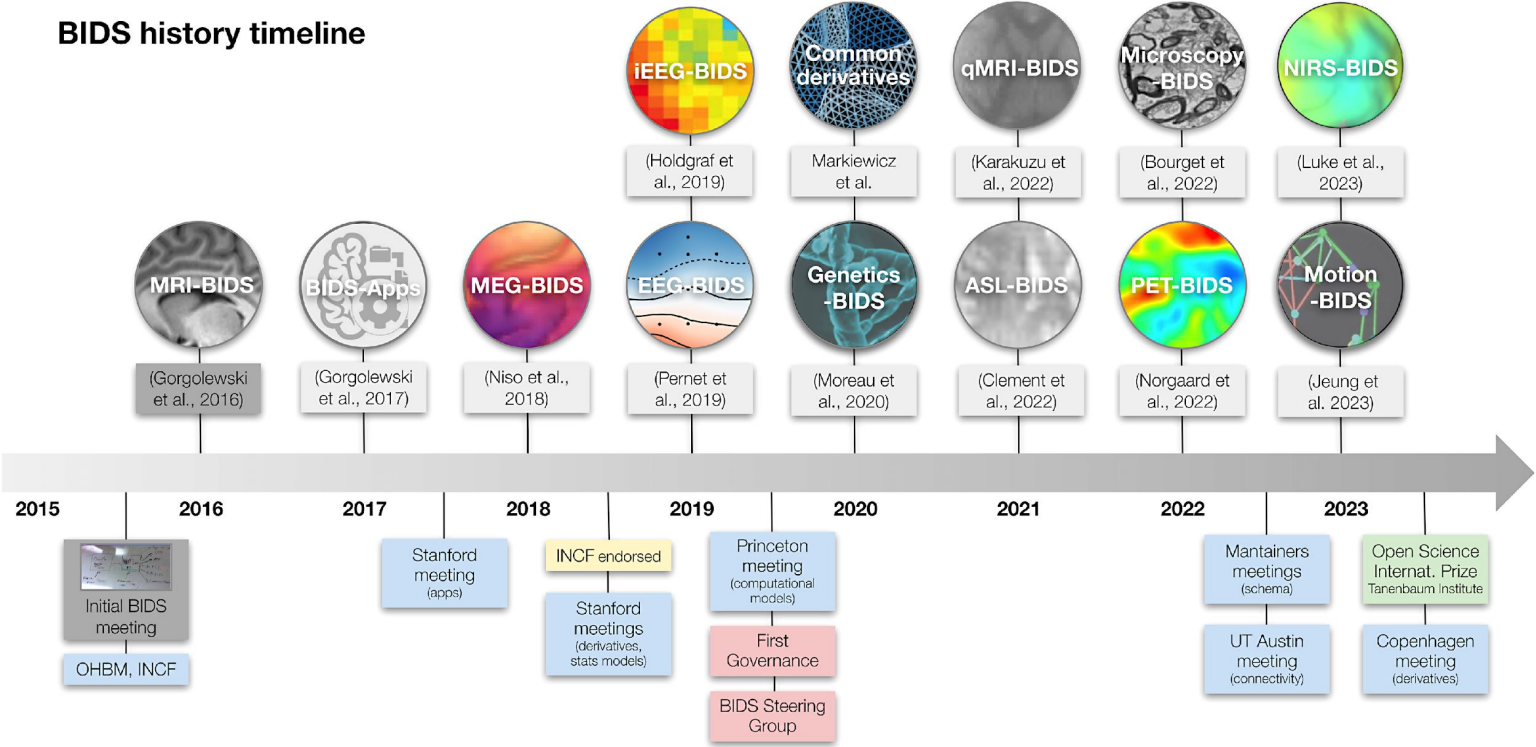 BIDS history timeline
iEEG-BIDS
Common
derivatives
qMRI-BIDS
Microscopy
-BIDS
NIRS-BIDS
(Holdgraf et
al., 2019)
Markiewicz
et al.
(Karakuzu et
al., 2022)
(Bourget et
al., 2022)
(Luke et al.,
2023)
MRI-BIDS
BIDS-Apps
MEG-BIDS
EEG-BIDS
Genetics
-BIDS
ASL-BIDS
PET-BIDS
Motion
-BIDS
(Gorgolewski
et al., 2016)
(Gorgolewski
et al., 2017)
(Niso et al.,
2018)
(Pernet et
al., 2019)
(Moreau et
al., 2020)
(Clement et
al., 2022)
(Norgaard et
al., 2022)
(Jeung et
al. 2023)
2015
2016
2017
2018
2019
2020
2021
2022
2023
Initial BIDS
meeting
OHBM, INCF
Stanford
meeting
(apps)
INCF endorsed
Stanford
meetings
(derivatives,
stats models)
Princeton
meeting
(computational
models)
First
Governance
BIDS Steering
Group
Mantainers
meetings
(schema)
UT Austin
meeting
(connectivity)
Open Science
Internat. Prize
Tanenbaum Institute
Copenhagen
meeting
(derivatives)